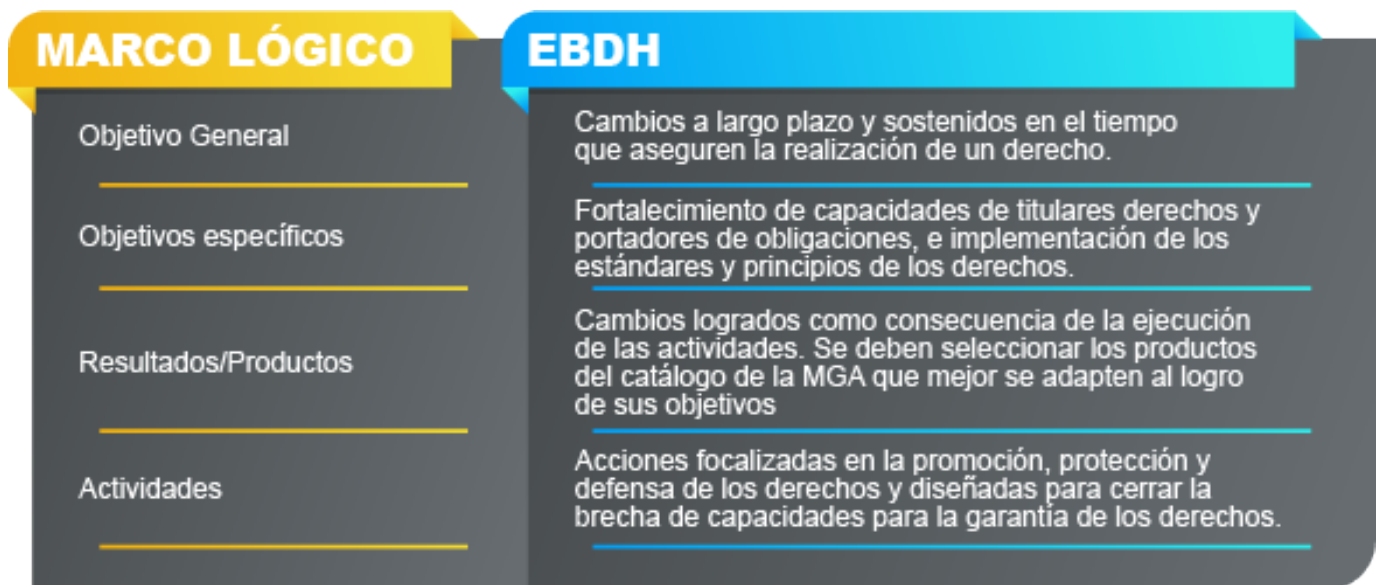 MARCO LÓGICO
EBDH
Objetivo General
Cambios a largo plazo y sostenidos en el tiempo
que aseguren la realización de un derecho.
Objetivos específicos
Fortalecimiento de capacidades de titulares derechos y
portadores de obligaciones, e implementación de los
estándares y principios de los derechos.
Resultados/Productos
Cambios logrados como consecuencia de la ejecución
de las actividades. Se deben seleccionar los productos
del catálogo de la MGA que mejor se adapten al logro
de sus objetivos
Actividades
Acciones focalizadas en la promoción, protección y
defensa de los derechos y diseñadas para cerrar la
brecha de capacidades para la garantía de los derechos.